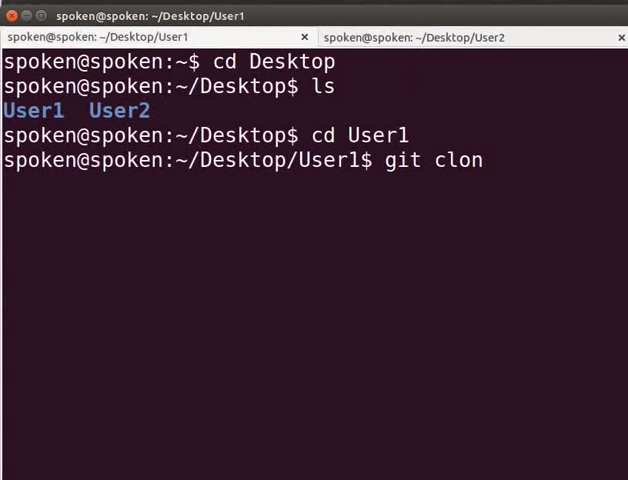 spoken@spoken: ~/Desktop/User1
spoken@spoken: ~/Desktop/User1 spoken@spoken: ~/Desktop/User2
spoken@spoken:~$ cd Desktop
spoken@spoken:~/Desktop$ ls
User1 User2
spoken@spoken:~/Desktop$ cd User1
spoken@spoken:~/Desktop/User1$ git clon